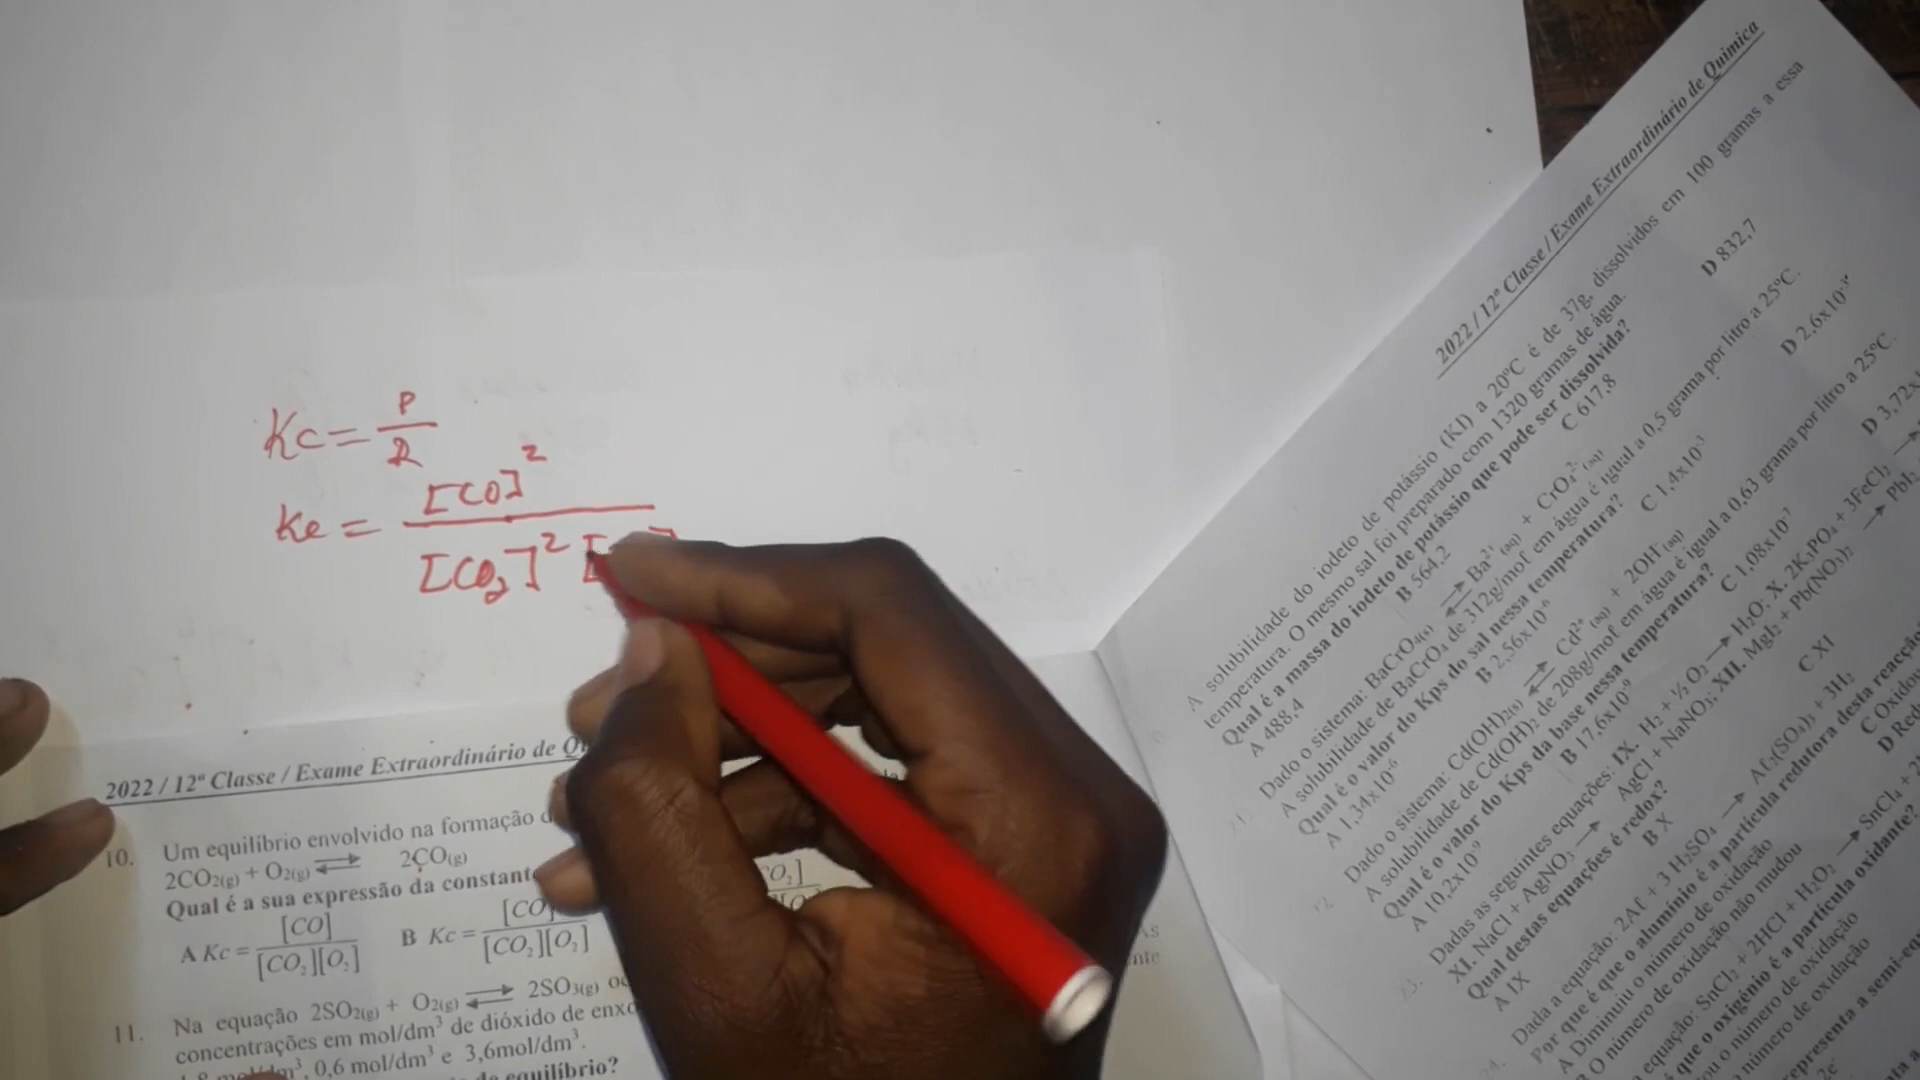 Kc = P
R
Ke = [CO]²
[CO₂]² [
2022 / 12ª Classe / Exame Extraordinário de
10. Um equilíbrio envolvido na formação
2CO₂(g) + O₂(g) ⇌ 2CO(g)
Qual é a sua expressão da constante
A Kc = [CO] / [CO₂][O₂] B Kc = [CO] / [CO₂][O₂]
11. Na equação 2SO₂(g) + O₂(g) ⇌ 2SO₃(g)
concentrações em mol/dm³ de dióxido de
0,6 mol/dm³ e 3,6mol/dm³.
equilíbrio?
2022 / 12ª Classe / Exame Extraordinário de Química
A solubilidade do iodeto de potássio (KI) a 20ºC é de 37g, dissolvidos em 100 gramas a essa
temperatura. O mesmo sal foi preparado com 1320 gramas de água.
Qual é a massa do iodeto de potássio que pode ser dissolvida?
A 488,4 B 564,2 C 617,8 D 832,7
Dado o sistema: BaCrO₄(s) ⇌ Ba²⁺(aq) + CrO₄²⁻(aq)
A solubilidade de BaCrO₄ de 312g/mol em água é igual a 0,5 grama por litro a 25ºC.
Qual é o valor do Kps do sal nessa temperatura?
A 1,34x10⁻⁶ B 2,56x10⁻⁶ C 1,4x10⁻³ D 2,6x10
Dado o sistema: Cd(OH)₂(s) ⇌ Cd²⁺(aq) + 2OH⁻(aq)
A solubilidade de Cd(OH)₂ de 208g/mol em água é igual a 0,63 grama por litro a 25ºC.
Qual é o valor do Kps da base nessa temperatura?
A 10,2x10⁻⁹ B 17,6x10⁻⁹ C 1,08x10⁻⁷ D 3,72x
Dadas as seguintes equações: IX. H₂ + ½ O₂ → H₂O; X. 2K₃PO₄ + 3FeCl₂ →
XI. NaCl + AgNO₃ → AgCl + NaNO₃; XII. MgI₂ + Pb(NO₃)₂ → PbI₂
Qual destas equações é redox?
A IX B X C XI
Dada a equação: 2Aℓ + 3 H₂SO₄ → Aℓ₂(SO₄)₃ + 3H₂
Por que é que o alumínio é a partícula redutora desta reacção
A Diminuiu o número de oxidação C Oxidou
B O número de oxidação não mudou D Redu
equação: SnCl₂ + 2HCl + H₂O₂ → SnCl₄ +
que o oxigénio é a partícula oxidante?
o número de oxidação
número de oxidação
representa a semi-eq